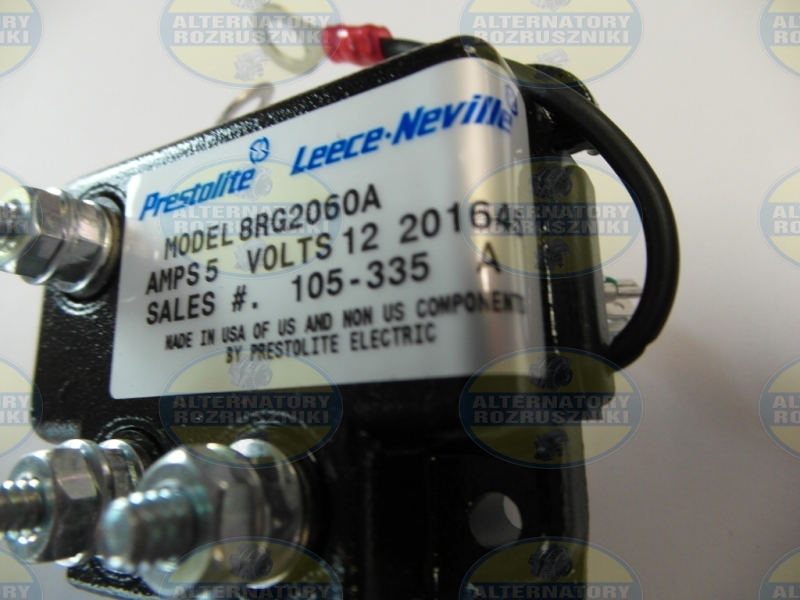 Prestolite Leece-Neville
MODEL 8RG2060A
AMPS 5 VOLTS 12 20164
SALES #. 105-335 A
MADE IN USA OF US AND NON US COMPONENTS
BY PRESTOLITE ELECTRIC
ALTERNATORY
ROZRUSZNIKI